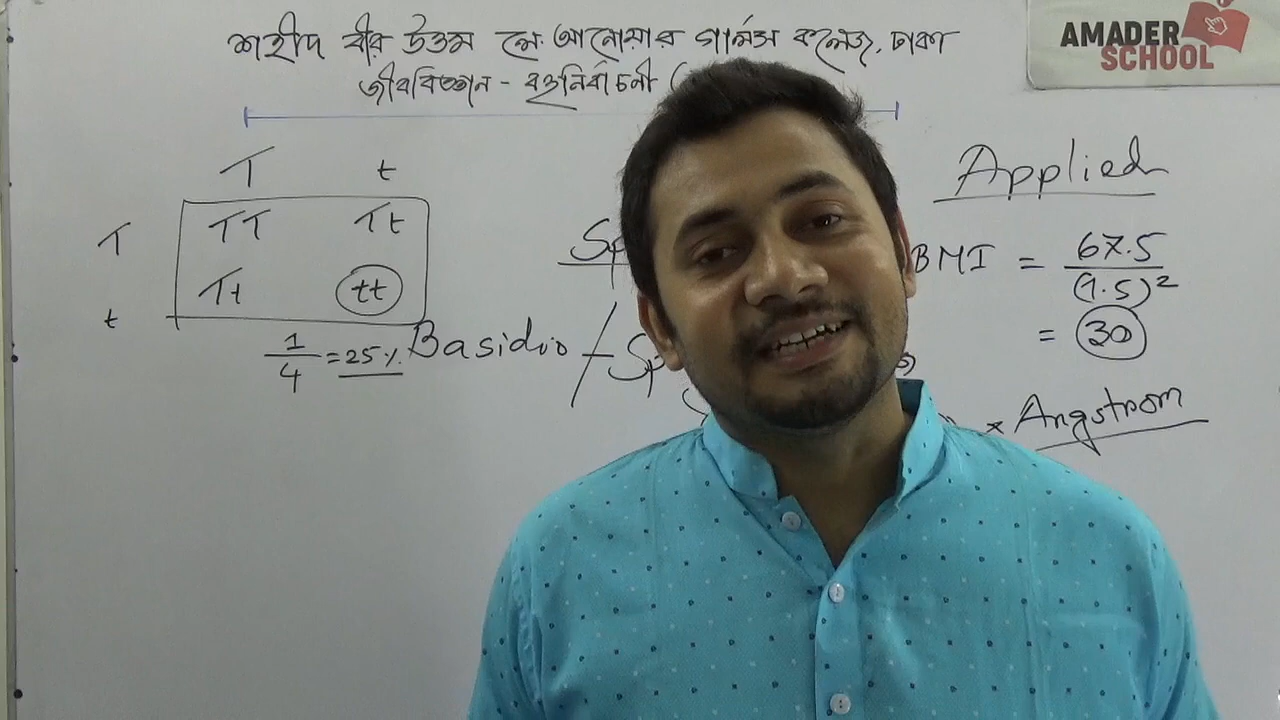 শহীদ বীর উত্তম লে. আনোয়ার গার্লস কলেজ, ঢাকা
জীববিজ্ঞান - বহুনির্বাচনী (
AMADER
SCHOOL
T t
T TT Tt
t Tt tt
1/4 = 25%
Basidio
Applied
BMI = 67.5/(1.5)²
= 30
× Angstrom